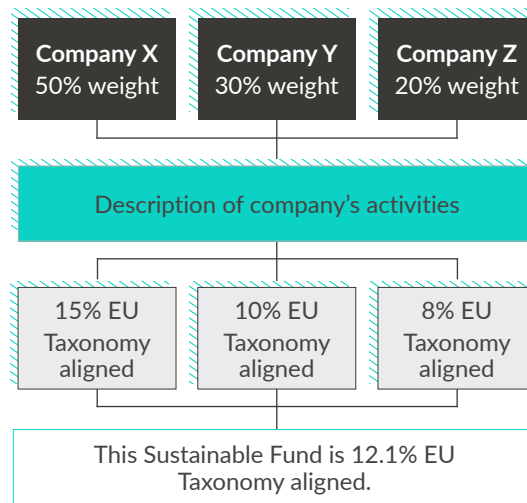 Company X
50% weight
Company Y
30% weight
Company Z
20% weight
Description of company’s activities
15% EU
Taxonomy
aligned
10% EU
Taxonomy
aligned
8% EU
Taxonomy
aligned
This Sustainable Fund is 12.1% EU
Taxonomy aligned.